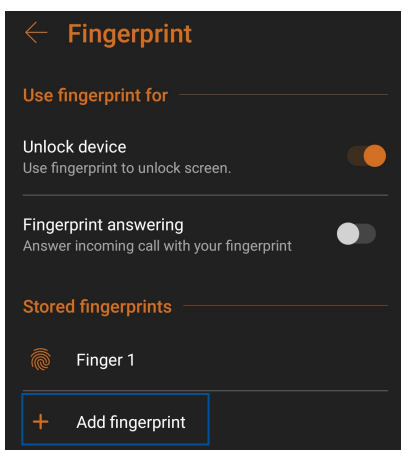 Fingerprint
Use fingerprint for
Unlock device
Use fingerprint to unlock screen.
Fingerprint answering
Answer incoming call with your fingerprint
Stored fingerprints
Finger 1
Add fingerprint